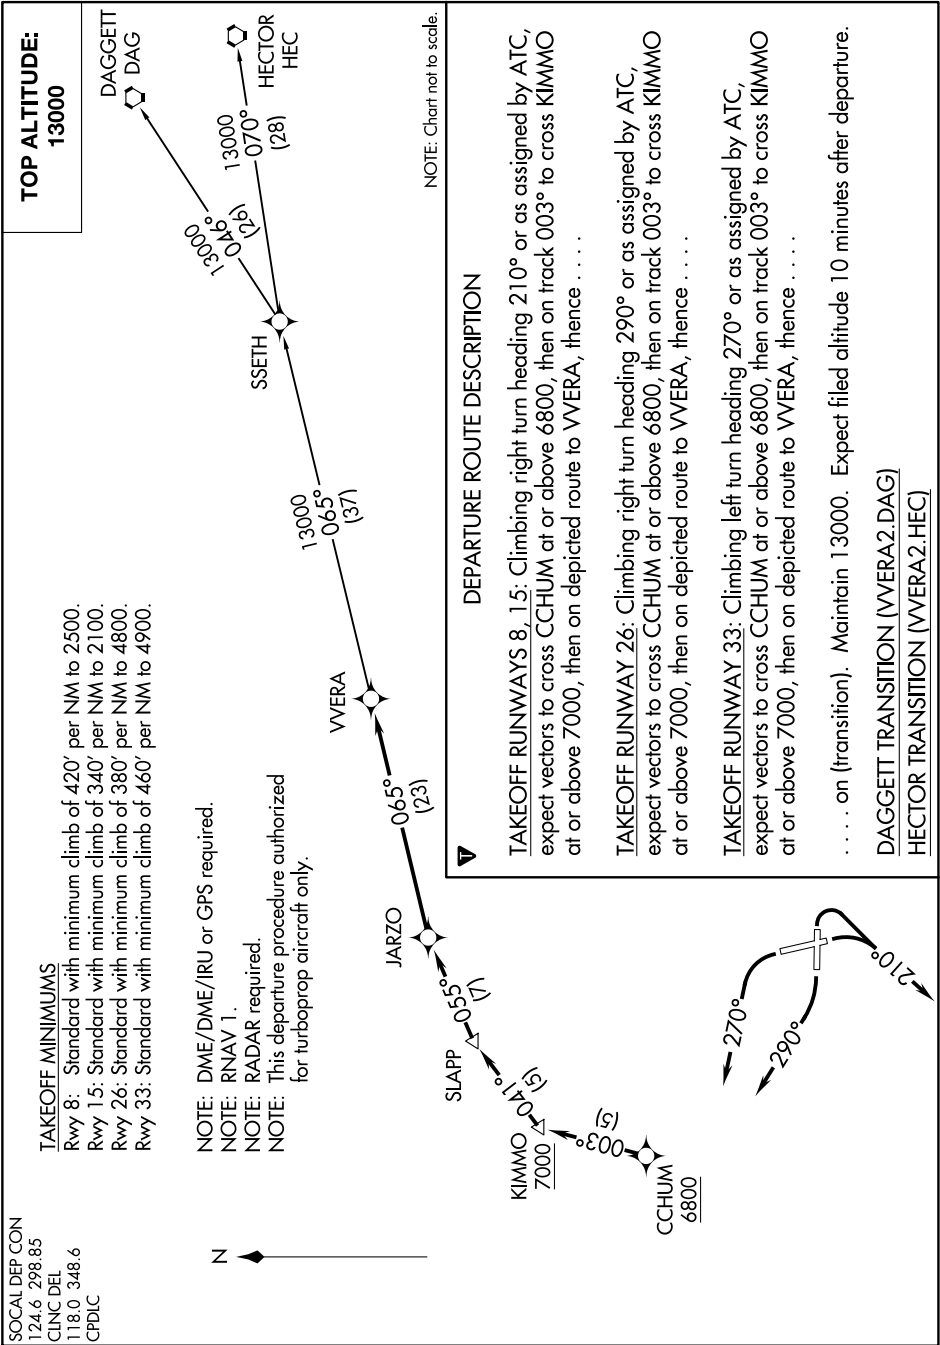 SOCAL DEP CON
124.6 298.85
CLNC DEL
118.0 348.6
CPDLC
TOP ALTITUDE:
13000
TAKEOFF MINIMUMS
Rwy 8: Standard with minimum climb of 420' per NM to 2500.
Rwy 15: Standard with minimum climb of 340' per NM to 2100.
Rwy 26: Standard with minimum climb of 380' per NM to 4800.
Rwy 33: Standard with minimum climb of 460' per NM to 4900.
NOTE: DME/DME/IRU or GPS required.
NOTE: RNAV 1.
NOTE: RADAR required.
NOTE: This departure procedure authorized
for turboprop aircraft only.
N
DAGGETT
DAG
HECTOR
HEC
13000
046°
(26)
13000
070°
(28)
SSETH
13000
065°
(37)
VVERA
065°
(23)
JARZO
055°
(7)
SLAPP
041°
(5)
KIMMO
7000
003°
(5)
CCHUM
6800
270°
290°
210°
NOTE: Chart not to scale.
T
DEPARTURE ROUTE DESCRIPTION
TAKEOFF RUNWAYS 8, 15: Climbing right turn heading 210° or as assigned by ATC,
expect vectors to cross CCHUM at or above 6800, then on track 003° to cross KIMMO
at or above 7000, then on depicted route to VVERA, thence . . . .
TAKEOFF RUNWAY 26: Climbing right turn heading 290° or as assigned by ATC,
expect vectors to cross CCHUM at or above 6800, then on track 003° to cross KIMMO
at or above 7000, then on depicted route to VVERA, thence . . . .
TAKEOFF RUNWAY 33: Climbing left turn heading 270° or as assigned by ATC,
expect vectors to cross CCHUM at or above 6800, then on track 003° to cross KIMMO
at or above 7000, then on depicted route to VVERA, thence . . . .
. . . . on (transition). Maintain 13000. Expect filed altitude 10 minutes after departure.
DAGGETT TRANSITION (VVERA2.DAG)
HECTOR TRANSITION (VVERA2.HEC)